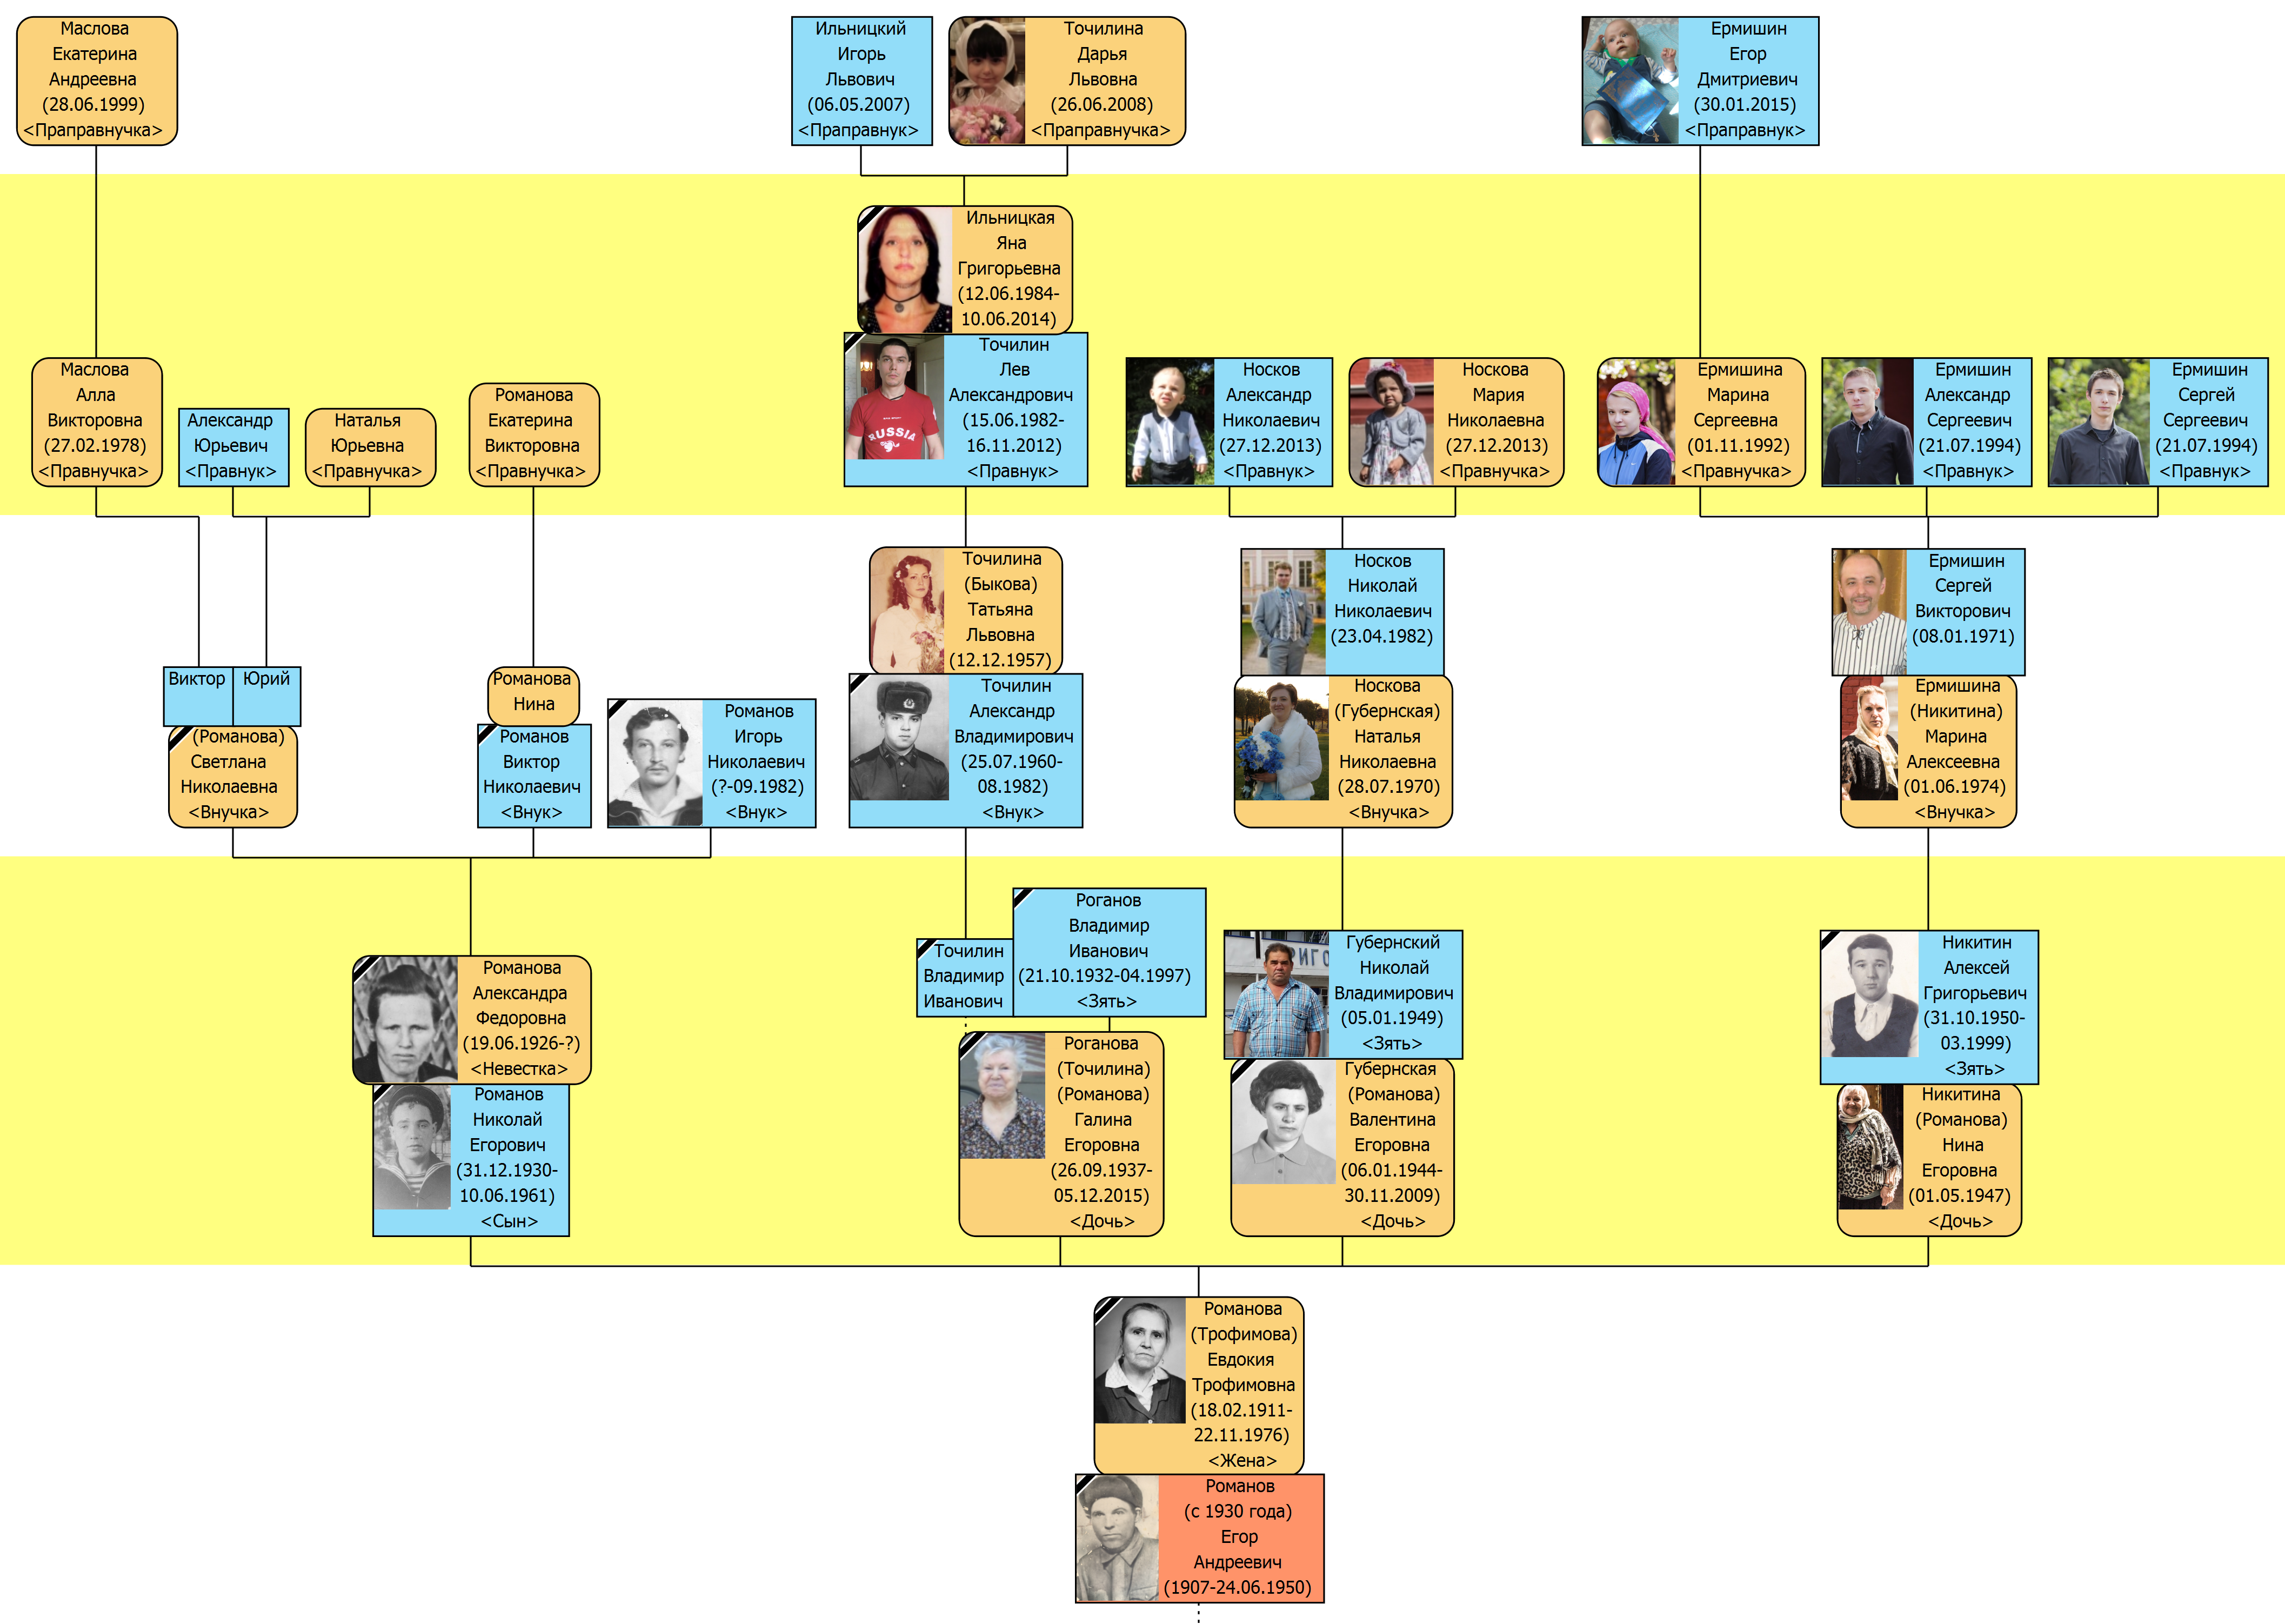 Маслова
Екатерина
Андреевна
(28.06.1999)
<Праправнучка>
Ильницкий
Игорь
Львович
(06.05.2007)
<Праправнук>
Точилина
Дарья
Львовна
(26.06.2008)
<Праправнучка>
Ермишин
Егор
Дмитриевич
(30.01.2015)
<Праправнук>
Ильницкая
Яна
Григорьевна
(12.06.1984-
10.06.2014)
Маслова
Алла
Викторовна
(27.02.1978)
<Правнучка>
Александр
Юрьевич
<Правнук>
Наталья
Юрьевна
<Правнучка>
Романова
Екатерина
Викторовна
<Правнучка>
Точилин
Лев
Александрович
(15.06.1982-
16.11.2012)
<Правнук>
RUSSIA
Носков
Александр
Николаевич
(27.12.2013)
<Правнук>
Носкова
Мария
Николаевна
(27.12.2013)
<Правнучка>
Ермишина
Марина
Сергеевна
(01.11.1992)
<Правнучка>
Ермишин
Александр
Сергеевич
(21.07.1994)
<Правнук>
Ермишин
Сергей
Сергеевич
(21.07.1994)
<Правнук>
Виктор
Юрий
(Романова)
Светлана
Николаевна
<Внучка>
Романова
Нина
Романов
Виктор
Николаевич
<Внук>
Романов
Игорь
Николаевич
(?-09.1982)
<Внук>
Точилина
(Быкова)
Татьяна
Львовна
(12.12.1957)
Точилин
Александр
Владимирович
(25.07.1960-
08.1982)
<Внук>
Носков
Николай
Николаевич
(23.04.1982)
Носкова
(Губернская)
Наталья
Николаевна
(28.07.1970)
<Внучка>
Ермишин
Сергей
Викторович
(08.01.1971)
Ермишина
(Никитина)
Марина
Алексеевна
(01.06.1974)
<Внучка>
Романова
Александра
Федоровна
(19.06.1926-?)
<Невестка>
Романов
Николай
Егорович
(31.12.1930-
10.06.1961)
<Сын>
Точилин
Владимир
Иванович
Роганов
Владимир
Иванович
(21.10.1932-04.1997)
<Зять>
Роганова
(Точилина)
(Романова)
Галина
Егоровна
(26.09.1937-
05.12.2015)
<Дочь>
Губернский
Николай
Владимирович
(05.01.1949)
<Зять>
Губернская
(Романова)
Валентина
Егоровна
(06.01.1944-
30.11.2009)
<Дочь>
Никитин
Алексей
Григорьевич
(31.10.1950-
03.1999)
<Зять>
Никитина
(Романова)
Нина
Егоровна
(01.05.1947)
<Дочь>
Романова
(Трофимова)
Евдокия
Трофимовна
(18.02.1911-
22.11.1976)
<Жена>
Романов
(с 1930 года)
Егор
Андреевич
(1907-24.06.1950)